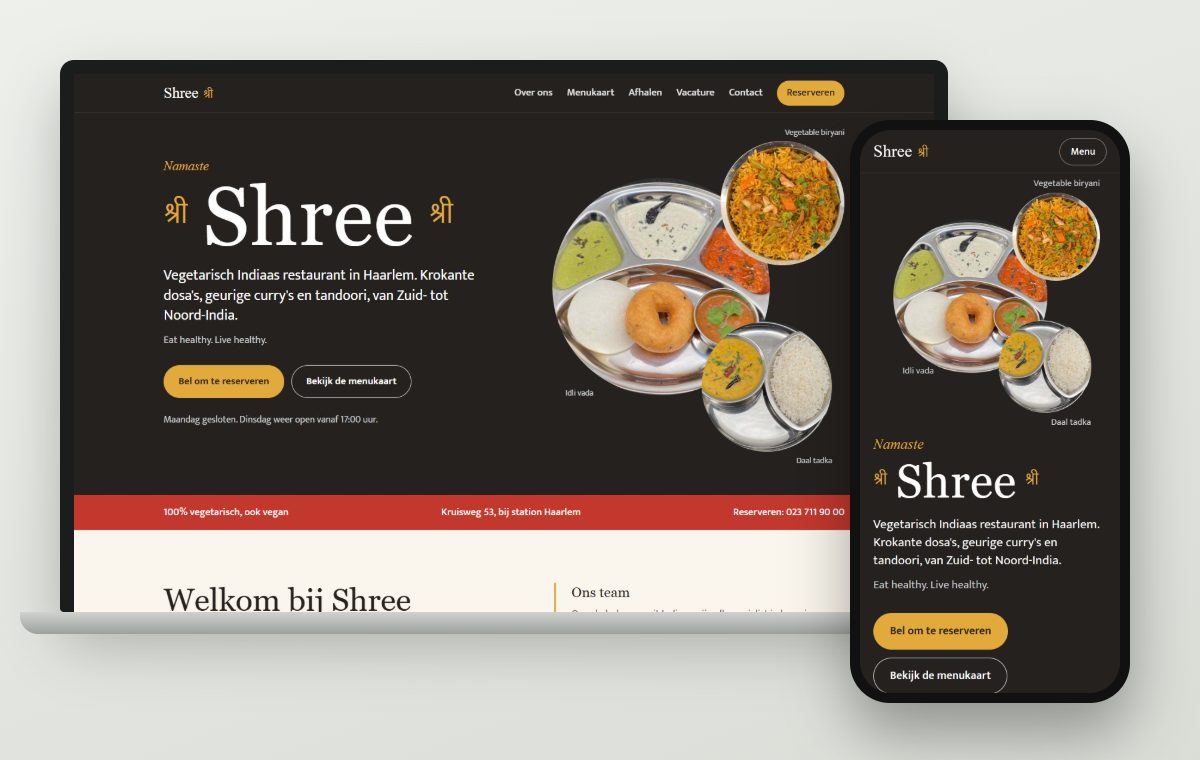 Shree श्री
Over ons Menukaart Afhalen Vacature Contact Reserveren
Vegetable biryani
Namaste
श्री Shree श्री
Vegetarisch Indiaas restaurant in Haarlem. Krokante
dosa's, geurige curry's en tandoori, van Zuid- tot
Noord-India.
Eat healthy. Live healthy.
Bel om te reserveren
Bekijk de menukaart
Maandag gesloten. Dinsdag weer open vanaf 17:00 uur.
Idli vada
Daal tadka
100% vegetarisch, ook vegan
Kruisweg 53, bij station Haarlem
Reserveren: 023 711 90 00
Welkom bij Shree
Ons team
Shree श्री
Menu
Vegetable biryani
Idli vada
Daal tadka
Namaste
श्री Shree श्री
Vegetarisch Indiaas restaurant in Haarlem.
Krokante dosa's, geurige curry's en
tandoori, van Zuid- tot Noord-India.
Eat healthy. Live healthy.
Bel om te reserveren
Bekijk de menukaart